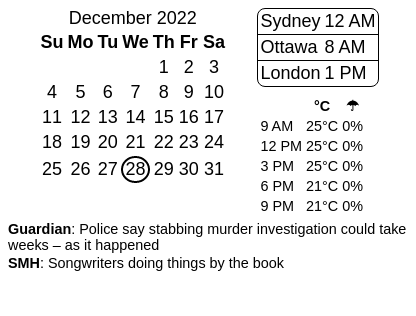 December 2022
Su Mo Tu We Th Fr Sa
1 2 3
4 5 6 7 8 9 10
11 12 13 14 15 16 17
18 19 20 21 22 23 24
25 26 27 28 29 30 31
Sydney 12 AM
Ottawa 8 AM
London 1 PM
°C ☂
9 AM 25°C 0%
12 PM 25°C 0%
3 PM 25°C 0%
6 PM 21°C 0%
9 PM 21°C 0%
Guardian: Police say stabbing murder investigation could take
weeks – as it happened
SMH: Songwriters doing things by the book